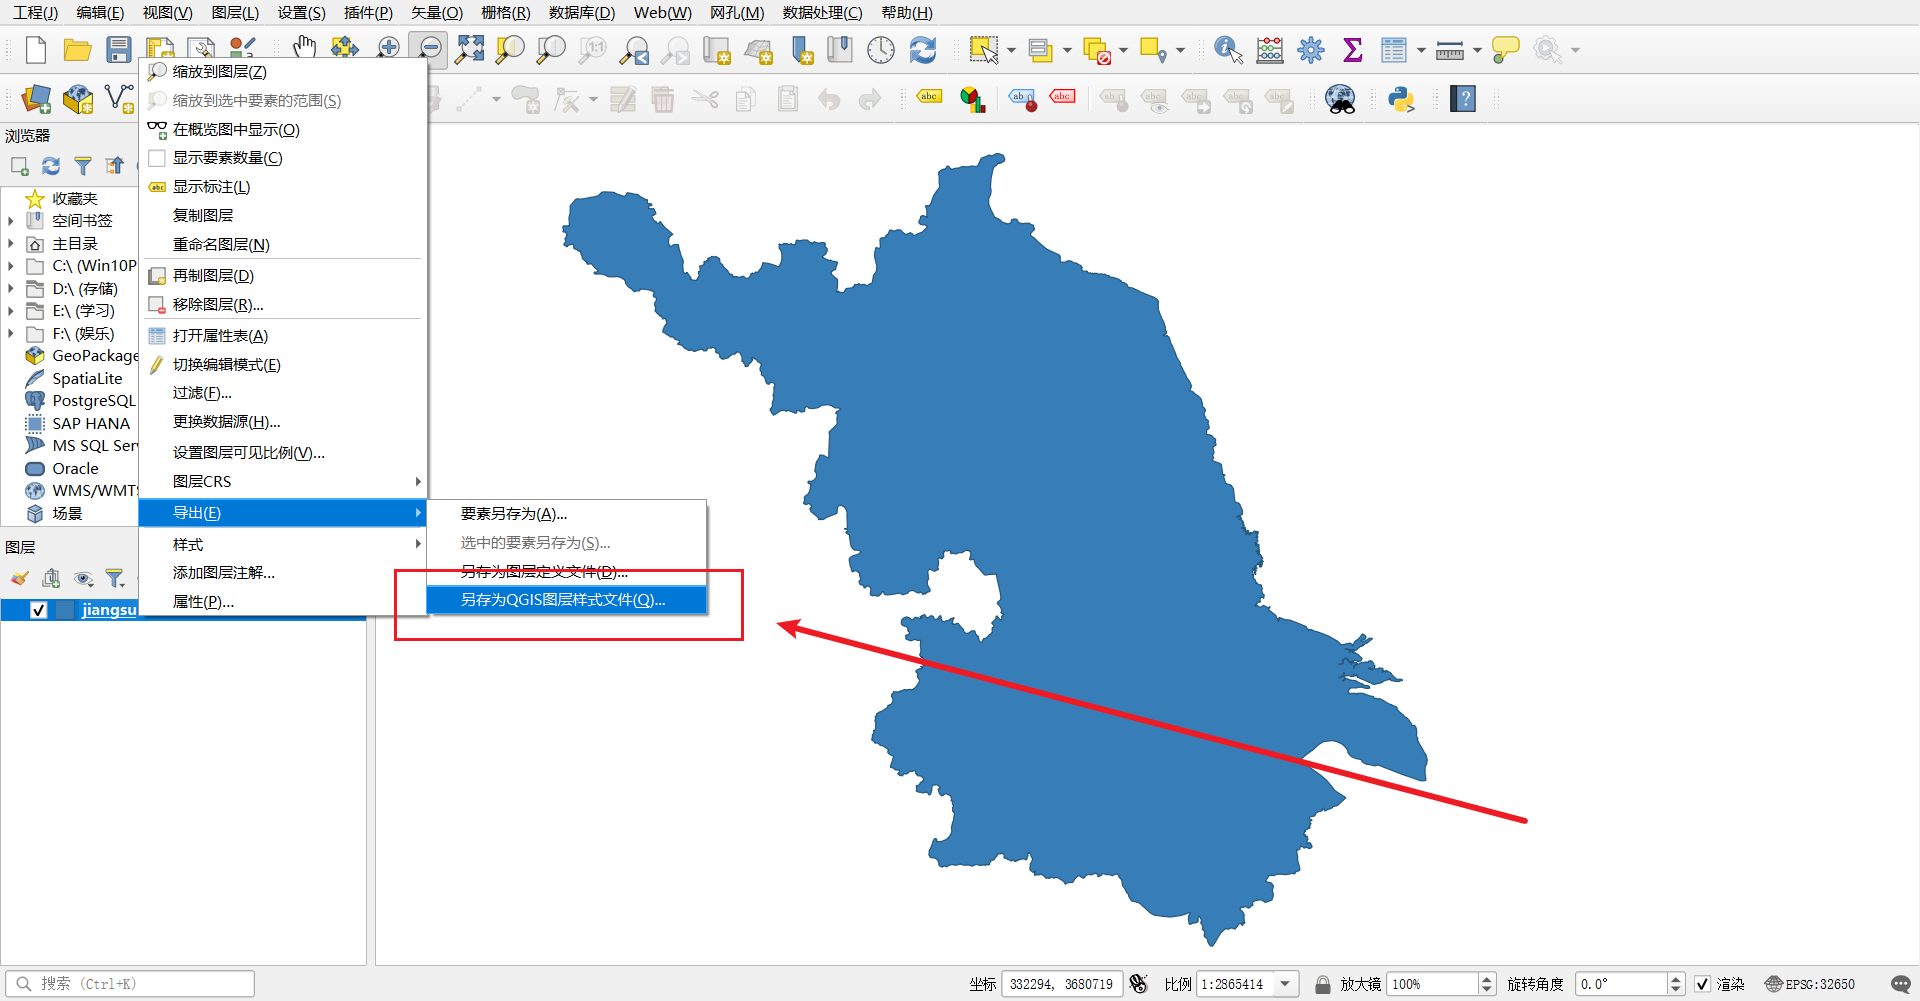 工程(J) 编辑(E) 视图(V) 图层(L) 设置(S) 插件(P) 矢量(O) 栅格(R) 数据库(D) Web(W) 网孔(M) 数据处理(C) 帮助(H)
1:1
abc
ab
abc
?
浏览器
收藏夹
空间书签
主目录
C:\ (Win10P
D:\ (存储)
E:\ (学习)
F:\ (娱乐)
GeoPackage
SpatiaLite
PostgreSQL
SAP HANA
MS SQL Serv
Oracle
WMS/WMTS
场景
图层
jiangsu
缩放到图层(Z)
缩放到选中要素的范围(S)
在概览图中显示(O)
显示要素数量(C)
abc 显示标注(L)
复制图层
重命名图层(N)
再制图层(D)
移除图层(R)...
打开属性表(A)
切换编辑模式(E)
过滤(F)...
更换数据源(H)...
设置图层可见比例(V)...
图层CRS
导出(E)
样式
添加图层注解...
属性(P)...
要素另存为(A)...
选中的要素另存为(S)...
另存为图层定义文件(D)...
另存为QGIS图层样式文件(Q)...
搜索 (Ctrl+K)
坐标 332294, 3680719 比例 1:2865414 放大镜 100% 旋转角度 0.0° 渲染 EPSG:32650